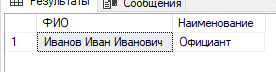 Результаты Сообщения
ФИО Наименование
1 Иванов Иван Иванович Официант